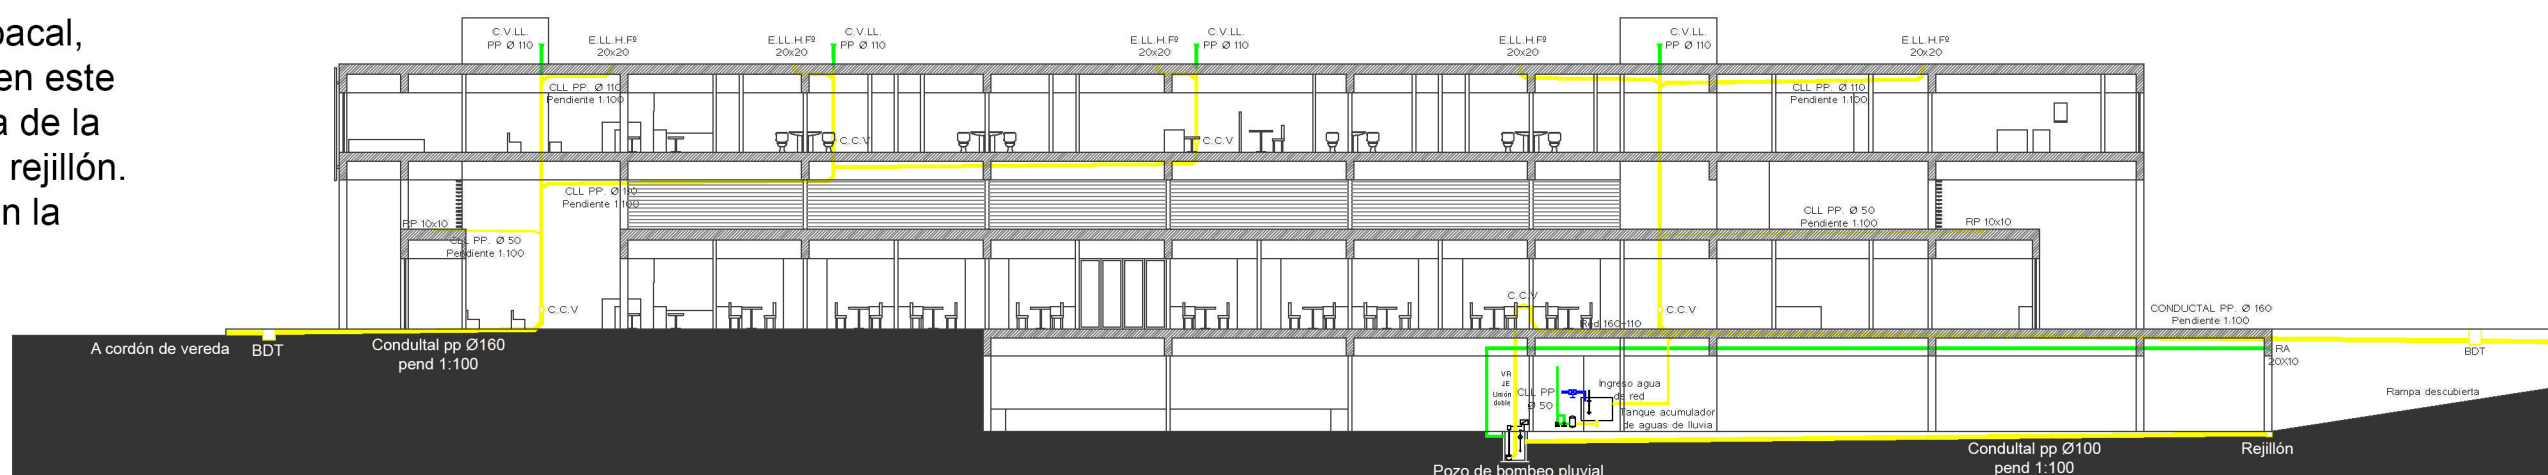 bacal,
en este
a de la
rejillón.
n la
C.V.LL.
PP Ø 110
E.LL.H.Fº
20x20
E.LL.H.Fº
20x20
C.V.LL.
PP Ø 110
E.LL.H.Fº
20x20
C.V.LL.
PP Ø 110
E.LL.H.Fº
20x20
C.V.LL.
PP Ø 110
E.LL.H.Fº
20x20
CLL PP. Ø 110
Pendiente 1:100
CLL PP. Ø 110
Pendiente 1:100
C.C.V
C.C.V
CLL PP. Ø 110
Pendiente 1:100
RP 10x10
CLL PP. Ø 50
Pendiente 1:100
CLL PP. Ø 50
Pendiente 1:100
RP 10x10
C.C.V
C.C.V
C.C.V
Red 160-110
CONDUCTAL PP. Ø 160
Pendiente 1:100
A cordón de vereda
BDT
Condultal pp Ø160
pend 1:100
RA
20X10
BDT
VR
JE
Unión
doble
CLL PP
Ø 50
Ingreso agua
de red
Tanque acumulador
de aguas de lluvia
Rampa descubierta
Pozo de bombeo pluvial
Condultal pp Ø100
pend 1:100
Rejillón